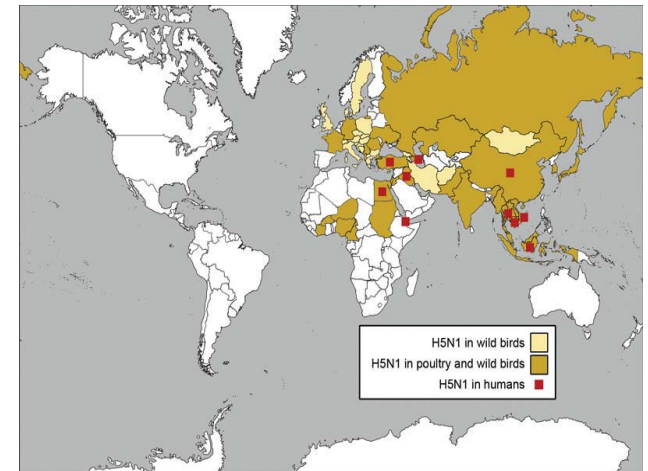 H5N1 in wild birds
H5N1 in poultry and wild birds
H5N1 in humans